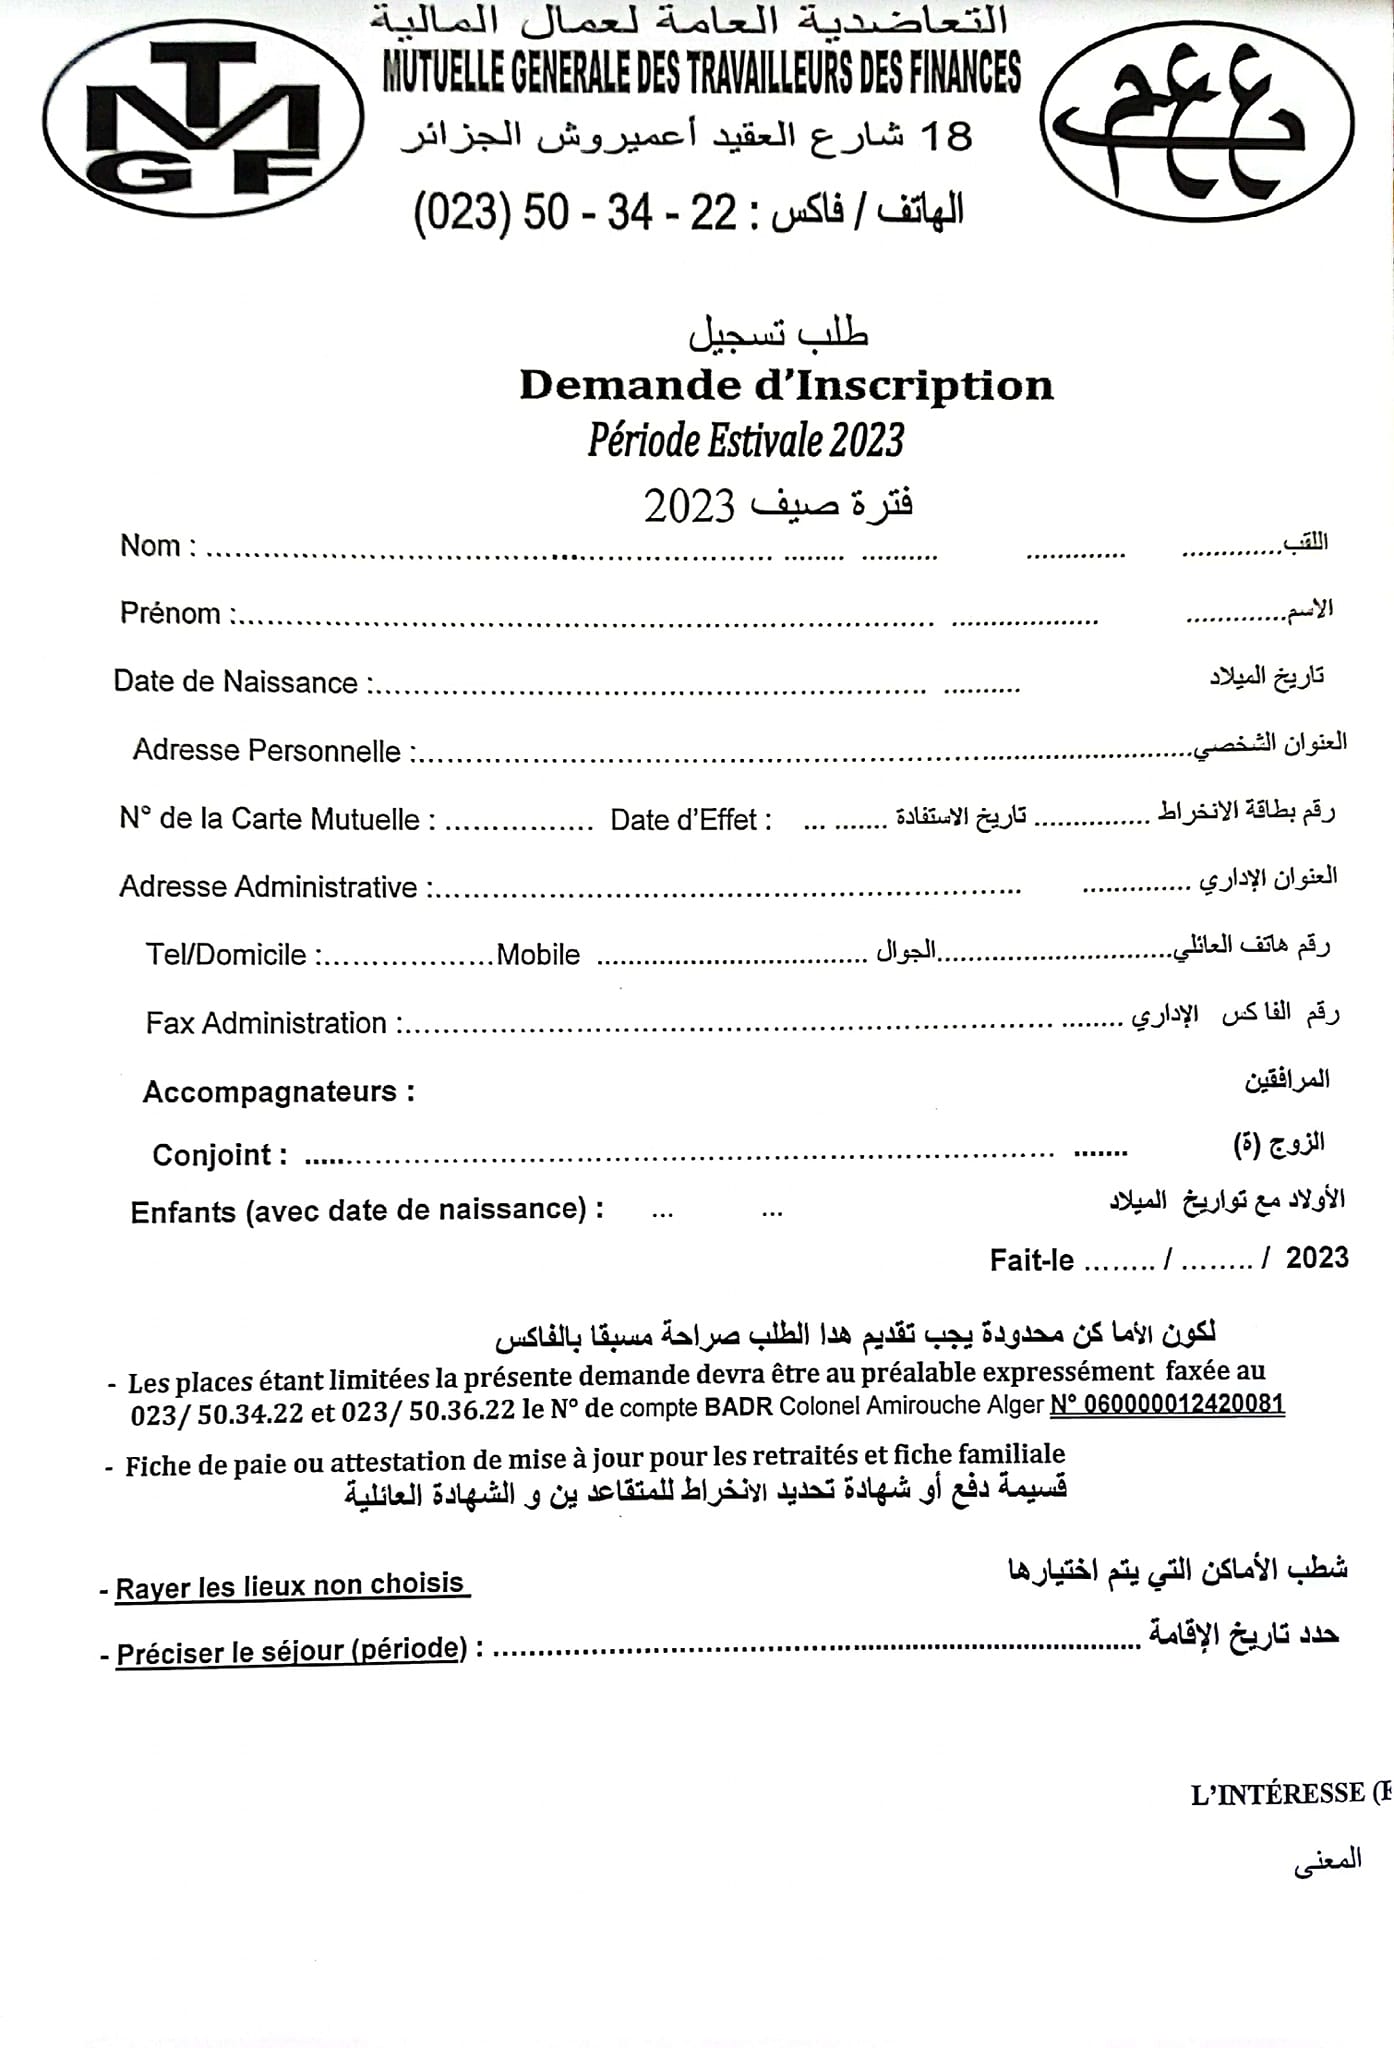 التعاضدية العامة لعمال المالية
MUTUELLE GENERALE DES TRAVAILLEURS DES FINANCES
18 شارع العقيد أعميروش الجزائر
الهاتف / فاكس : 22 - 34 - 50 (023)
TM
GF
ت ع ع م
طلب تسجيل
Demande d'Inscription
Période Estivale 2023
فترة صيف 2023
Nom : .................................................................. ........ .......... ............. .............اللقب
Prénom :......................................................................... ................... .............الاسم
Date de Naissance :.......................................................... .......... تاريخ الميلاد
Adresse Personnelle :..................................................................................العنوان الشخصي
N° de la Carte Mutuelle : ................ Date d'Effet : ... ....... تاريخ الاستفادة ............... رقم بطاقة الانخراط
Adresse Administrative :.............................................................. .............. العنوان الإداري
Tel/Domicile :..................Mobile ................................... الجوال..............................رقم هاتف العائلي
Fax Administration :.................................................................... ........ رقم الفاكس الإداري
Accompagnateurs : المرافقين
Conjoint : ............................................................................... ....... الزوج (ة)
Enfants (avec date de naissance) : ... ... الأولاد مع تواريخ الميلاد
Fait-le ........ / ........ / 2023
لكون الأما كن محدودة يجب تقديم هدا الطلب صراحة مسبقا بالفاكس
- Les places étant limitées la présente demande devra être au préalable expressément faxée au
023/ 50.34.22 et 023/ 50.36.22 le N° de compte BADR Colonel Amirouche Alger N° 060000012420081
- Fiche de paie ou attestation de mise à jour pour les retraités et fiche familiale
قسيمة دفع أو شهادة تحديد الانخراط للمتقاعد ين و الشهادة العائلية
- Rayer les lieux non choisis شطب الأماكن التي يتم اختيارها
- Préciser le séjour (période) : ...................................................................... حدد تاريخ الإقامة
L'INTÉRESSE (E
المعنى